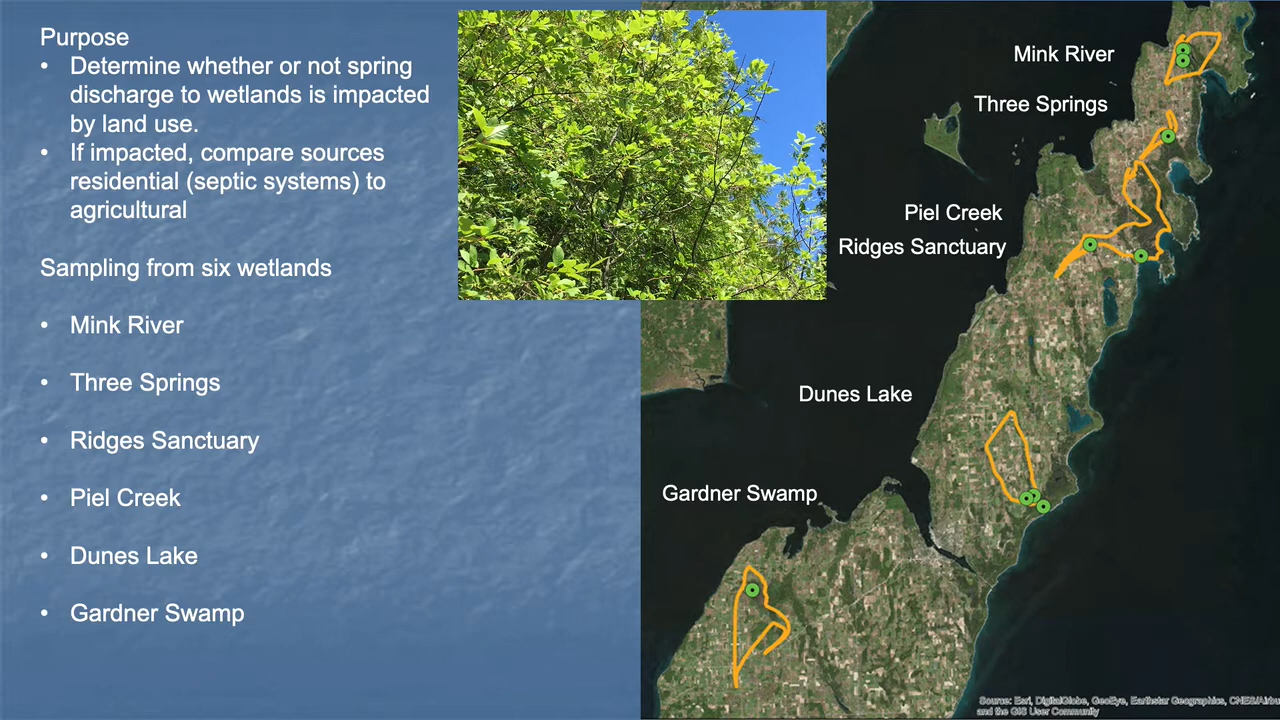 Purpose
• Determine whether or not spring
discharge to wetlands is impacted
by land use.
• If impacted, compare sources
residential (septic systems) to
agricultural
Sampling from six wetlands
• Mink River
• Three Springs
• Ridges Sanctuary
• Piel Creek
• Dunes Lake
• Gardner Swamp
Mink River
Three Springs
Piel Creek
Ridges Sanctuary
Dunes Lake
Gardner Swamp
Source: Esri, DigitalGlobe, GeoEye, Earthstar Geographics, CNES/Airbu
and the GIS User Community